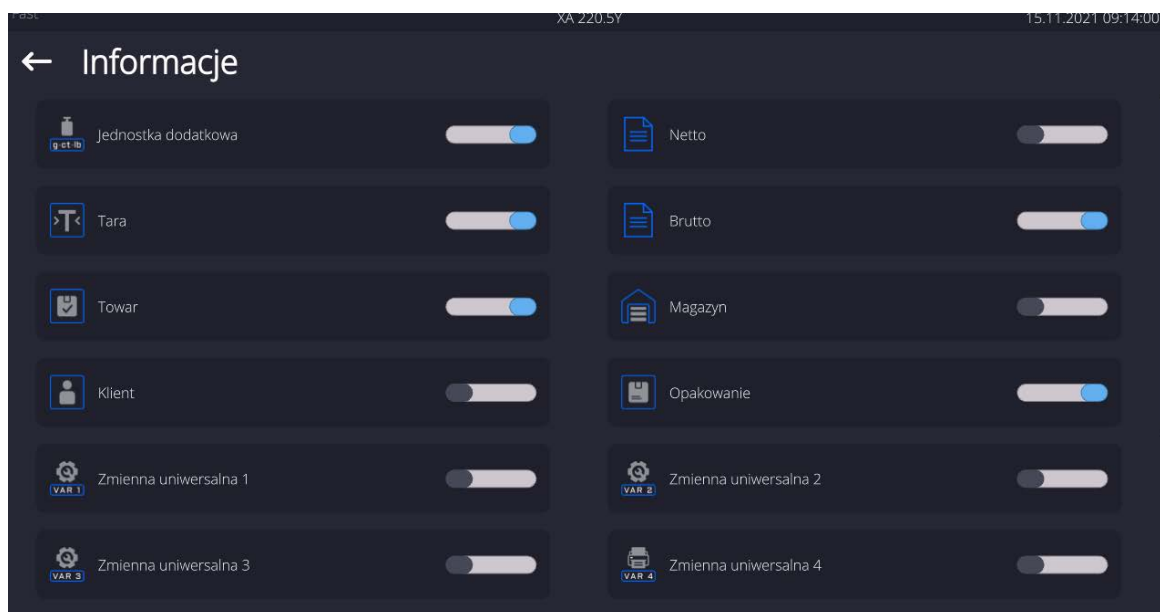 Fast XA 220.5Y 15.11.2021 09:14:00
Informacje
g-ct-lb Jednostka dodatkowa Netto
>T< Tara Brutto
Towar Magazyn
Klient Opakowanie
VAR 1 Zmienna uniwersalna 1 VAR 2 Zmienna uniwersalna 2
VAR 3 Zmienna uniwersalna 3 VAR 4 Zmienna uniwersalna 4